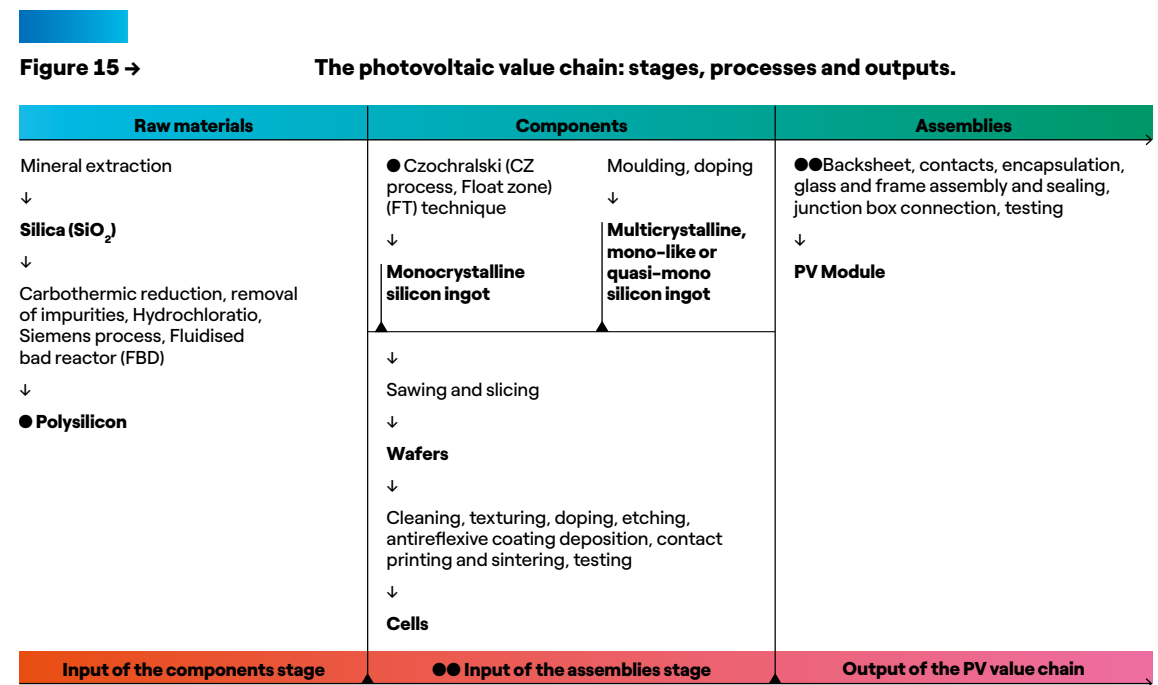 Figure 15 →
The photovoltaic value chain: stages, processes and outputs.
Raw materials
Components
Assemblies
Mineral extraction
↓
Silica (SiO₂)
↓
Carbothermic reduction, removal
of impurities, Hydrochloratio,
Siemens process, Fluidised
bad reactor (FBD)
↓
● Polysilicon
● Czochralski (CZ
process, Float zone)
(FT) technique
↓
Monocrystalline
silicon ingot
Moulding, doping
↓
Multicrystalline,
mono-like or
quasi-mono
silicon ingot
↓
Sawing and slicing
↓
Wafers
↓
Cleaning, texturing, doping, etching,
antireflexive coating deposition, contact
printing and sintering, testing
↓
Cells
●●Backsheet, contacts, encapsulation,
glass and frame assembly and sealing,
junction box connection, testing
↓
PV Module
Input of the components stage
●● Input of the assemblies stage
Output of the PV value chain